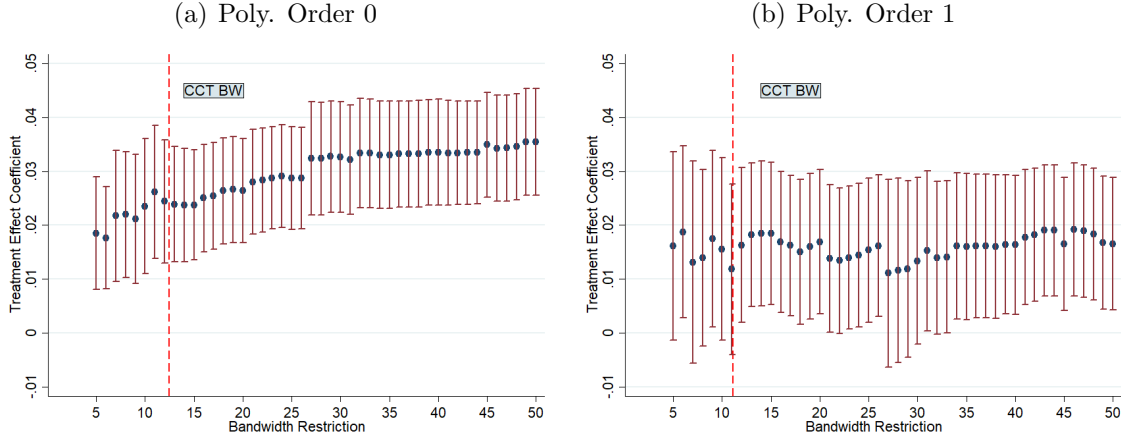 (a) Poly. Order 0
(b) Poly. Order 1
Treatment Effect Coefficient
.05
.04
.03
.02
.01
0
-.01
CCT BW
5 10 15 20 25 30 35 40 45 50
Bandwidth Restriction
Treatment Effect Coefficient
.05
.04
.03
.02
.01
0
-.01
CCT BW
5 10 15 20 25 30 35 40 45 50
Bandwidth Restriction